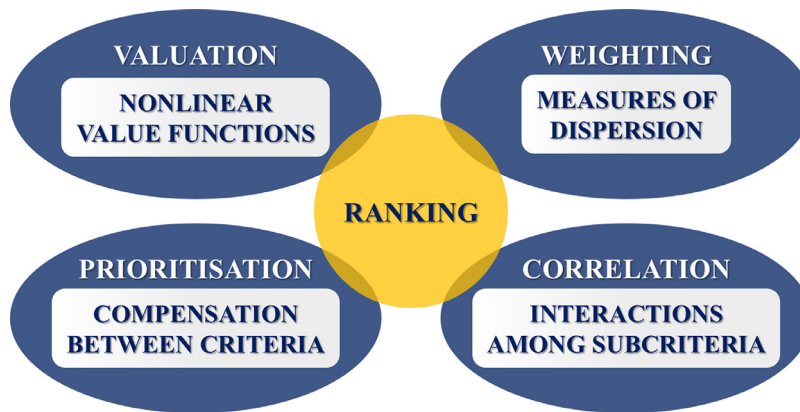 VALUATION
NONLINEAR
VALUE FUNCTIONS
WEIGHTING
MEASURES OF
DISPERSION
RANKING
PRIORITISATION
COMPENSATION
BETWEEN CRITERIA
CORRELATION
INTERACTIONS
AMONG SUBCRITERIA